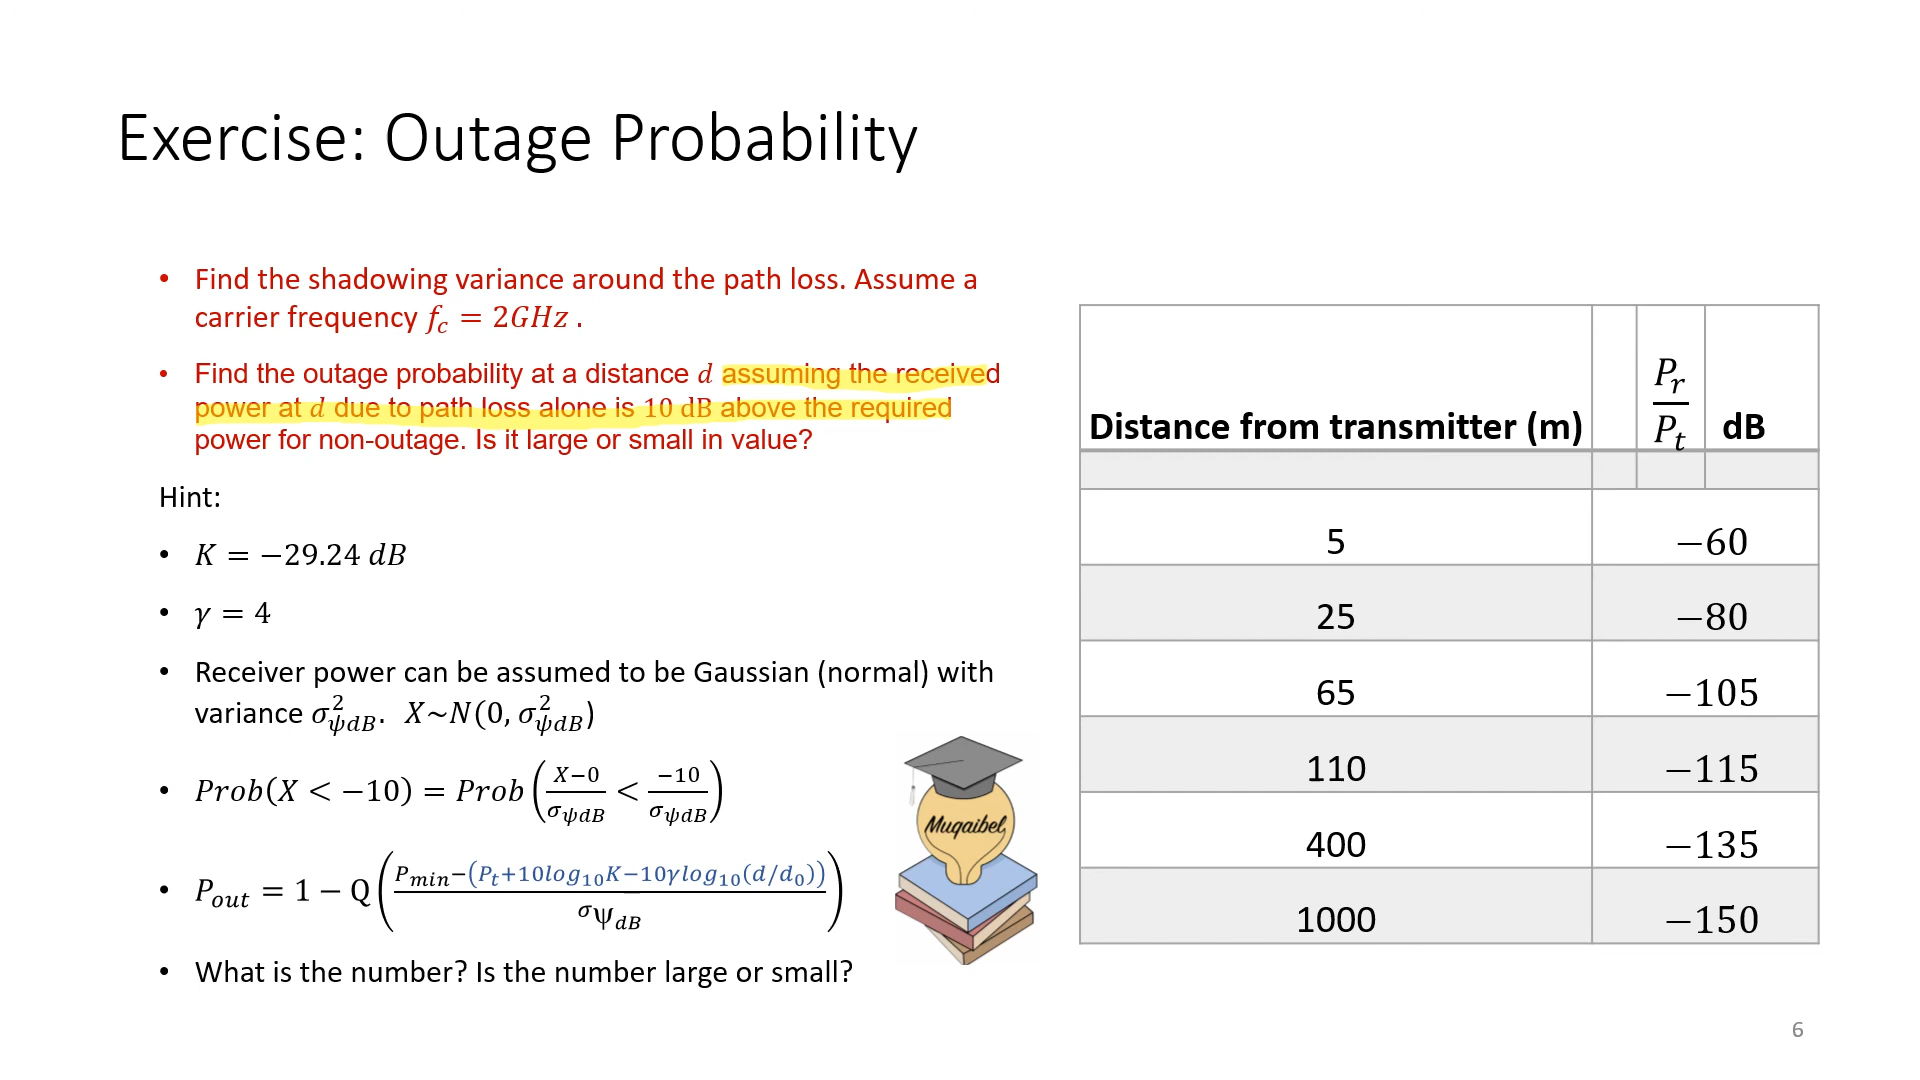 Exercise: Outage Probability
• Find the shadowing variance around the path loss. Assume a
carrier frequency f_c = 2GHz .
• Find the outage probability at a distance d assuming the received
power at d due to path loss alone is 10 dB above the required
power for non-outage. Is it large or small in value?
Hint:
• K = −29.24 dB
• γ = 4
• Receiver power can be assumed to be Gaussian (normal) with
variance σ²_ψdB. X~N(0, σ²_ψdB)
• Prob(X < −10) = Prob((X−0)/σ_ψdB < −10/σ_ψdB)
• P_out = 1 − Q((P_min−(P_t+10log₁₀K−10γlog₁₀(d/d₀)))/σ_ψdB)
• What is the number? Is the number large or small?
Muqaibel
Distance from transmitter (m) P_r/P_t dB
5 −60
25 −80
65 −105
110 −115
400 −135
1000 −150
6